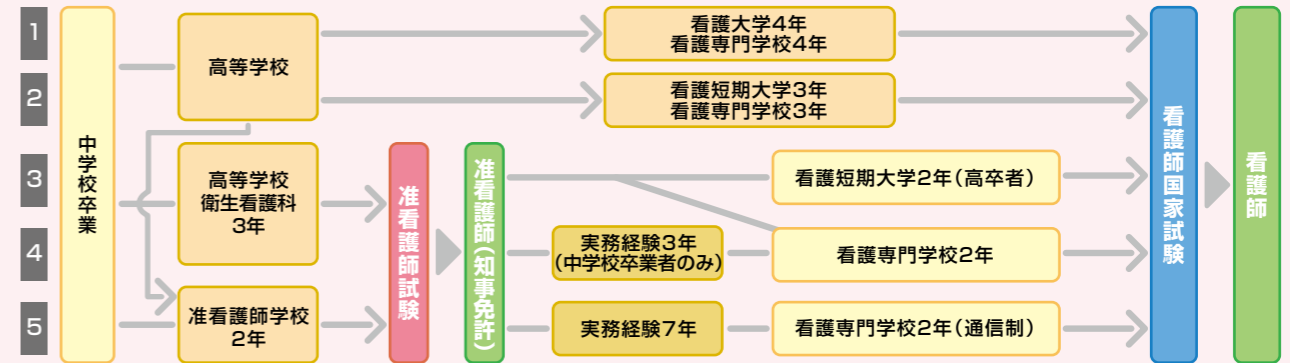 1
2
3
4
5
中学校卒業
高等学校
看護大学4年
看護専門学校4年
看護短期大学3年
看護専門学校3年
高等学校
衛生看護科
3年
准看護師学校
2年
准看護師試験
准看護師(知事免許)
看護短期大学2年(高卒者)
実務経験3年
(中学校卒業者のみ)
看護専門学校2年
実務経験7年
看護専門学校2年(通信制)
看護師国家試験
看護師